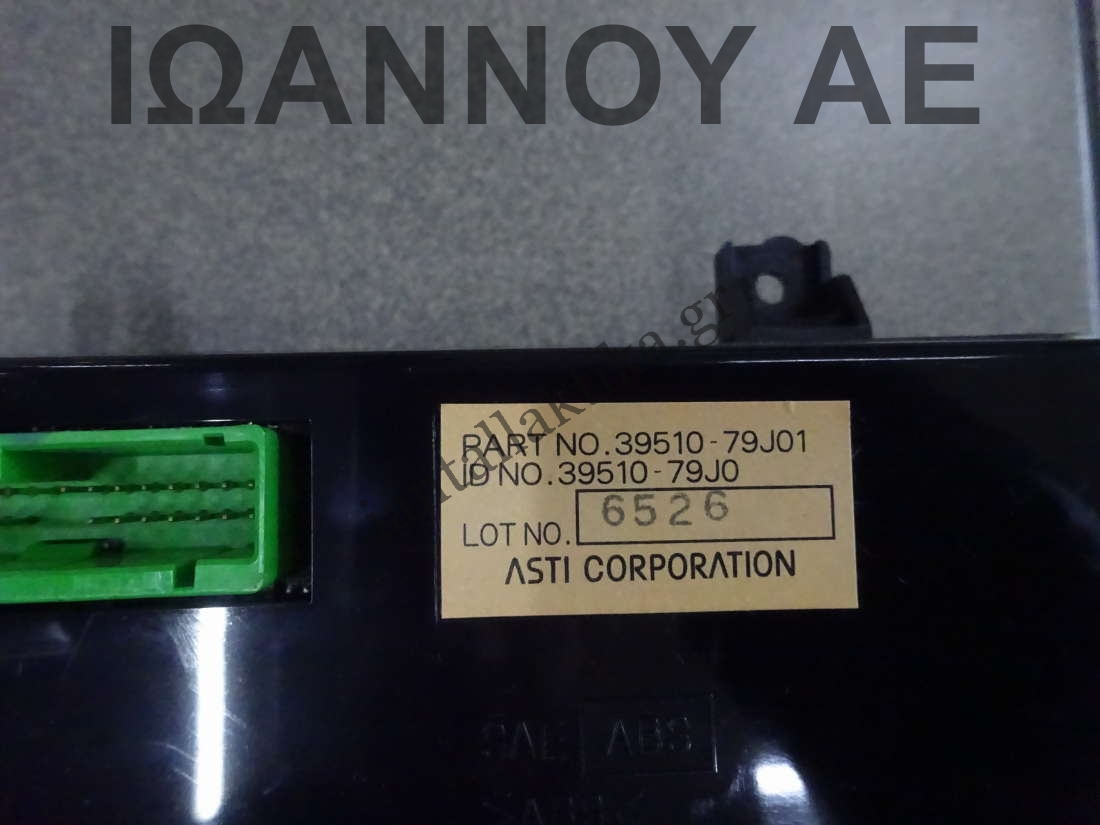 ΙΩΑΝΝΟΥ ΑΕ
PART NO.39510-79J01
ID NO.39510-79J0
LOT NO. 6526
ASTI CORPORATION
ABS